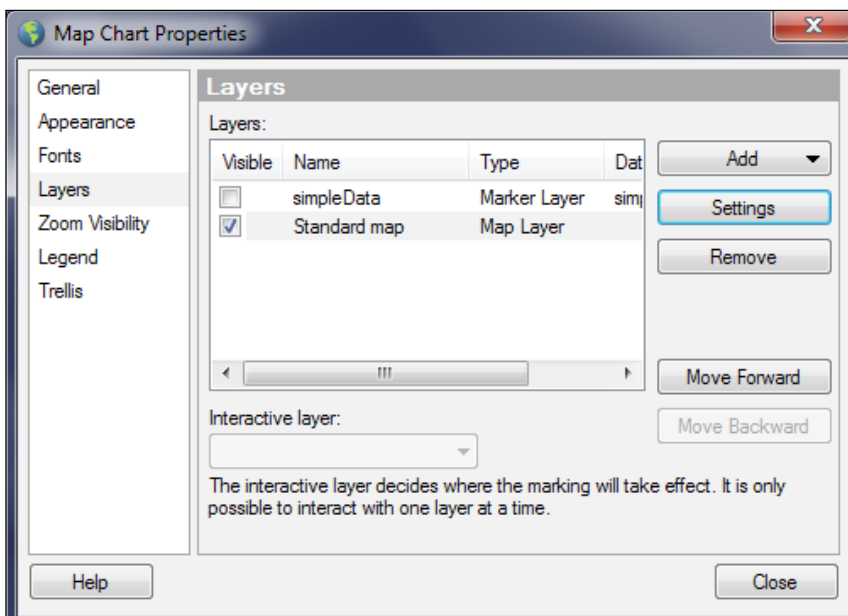 Map Chart Properties
General
Appearance
Fonts
Layers
Zoom Visibility
Legend
Trellis
Layers
Layers:
Visible Name Type Dat
simpleData Marker Layer simp
Standard map Map Layer
Add
Settings
Remove
Move Forward
Move Backward
Interactive layer:
The interactive layer decides where the marking will take effect. It is only
possible to interact with one layer at a time.
Help
Close